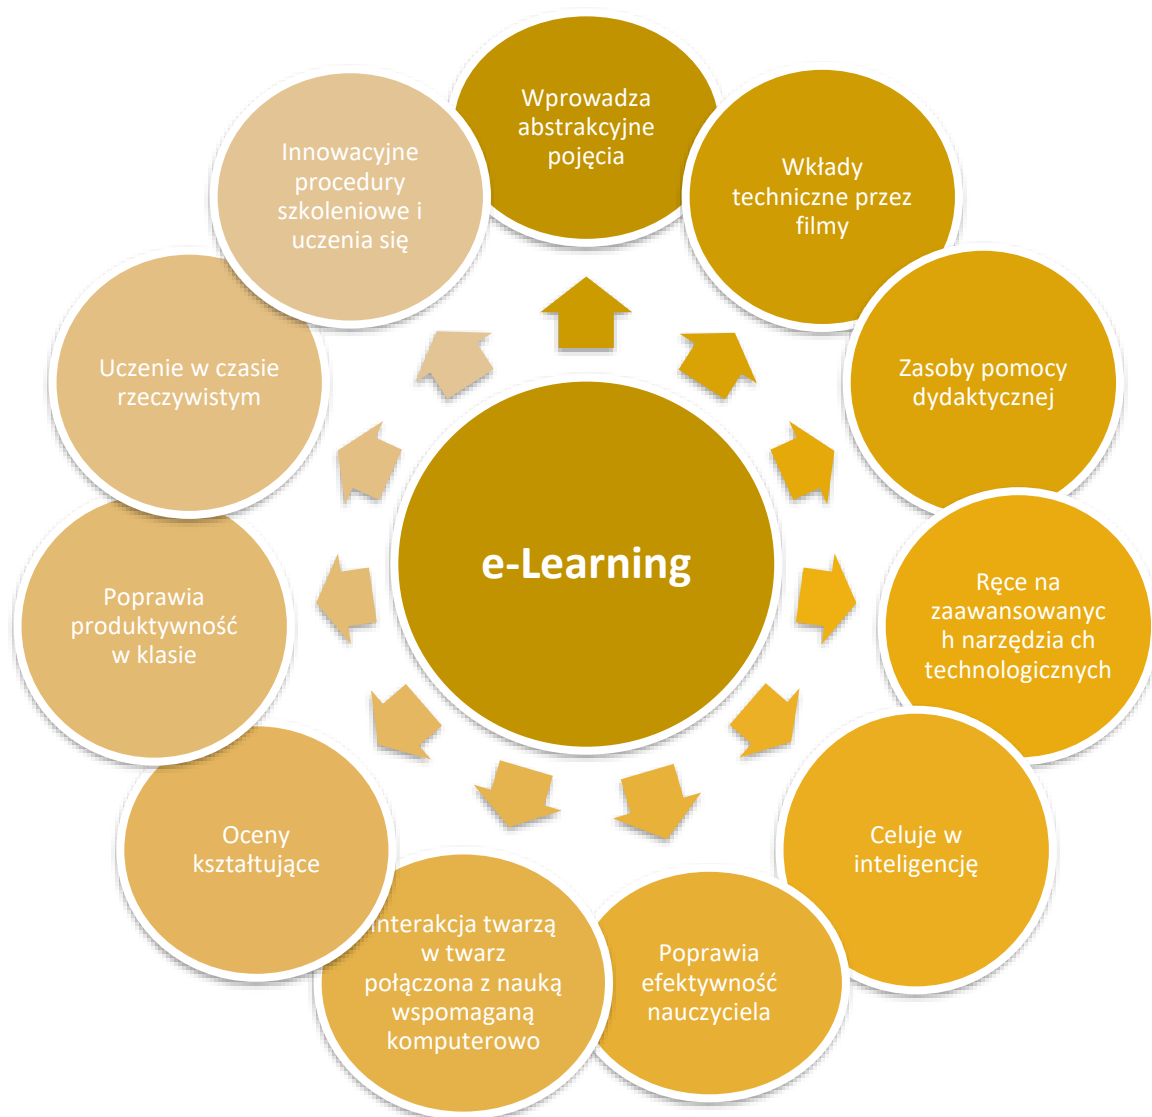 Wprowadza
abstrakcyjne
pojęcia
Wkłady
techniczne przez
filmy
Zasoby pomocy
dydaktycznej
Ręce na
zaawansowanyc
h narzędzia ch
technologicznych
Celuje w
inteligencję
Poprawia
efektywność
nauczyciela
Interakcja twarzą
w twarz
połączona z nauką
wspomaganą
komputerowo
Oceny
kształtujące
Poprawia
produktywność
w klasie
Uczenie w czasie
rzeczywistym
Innowacyjne
procedury
szkoleniowe i
uczenia się
e-Learning